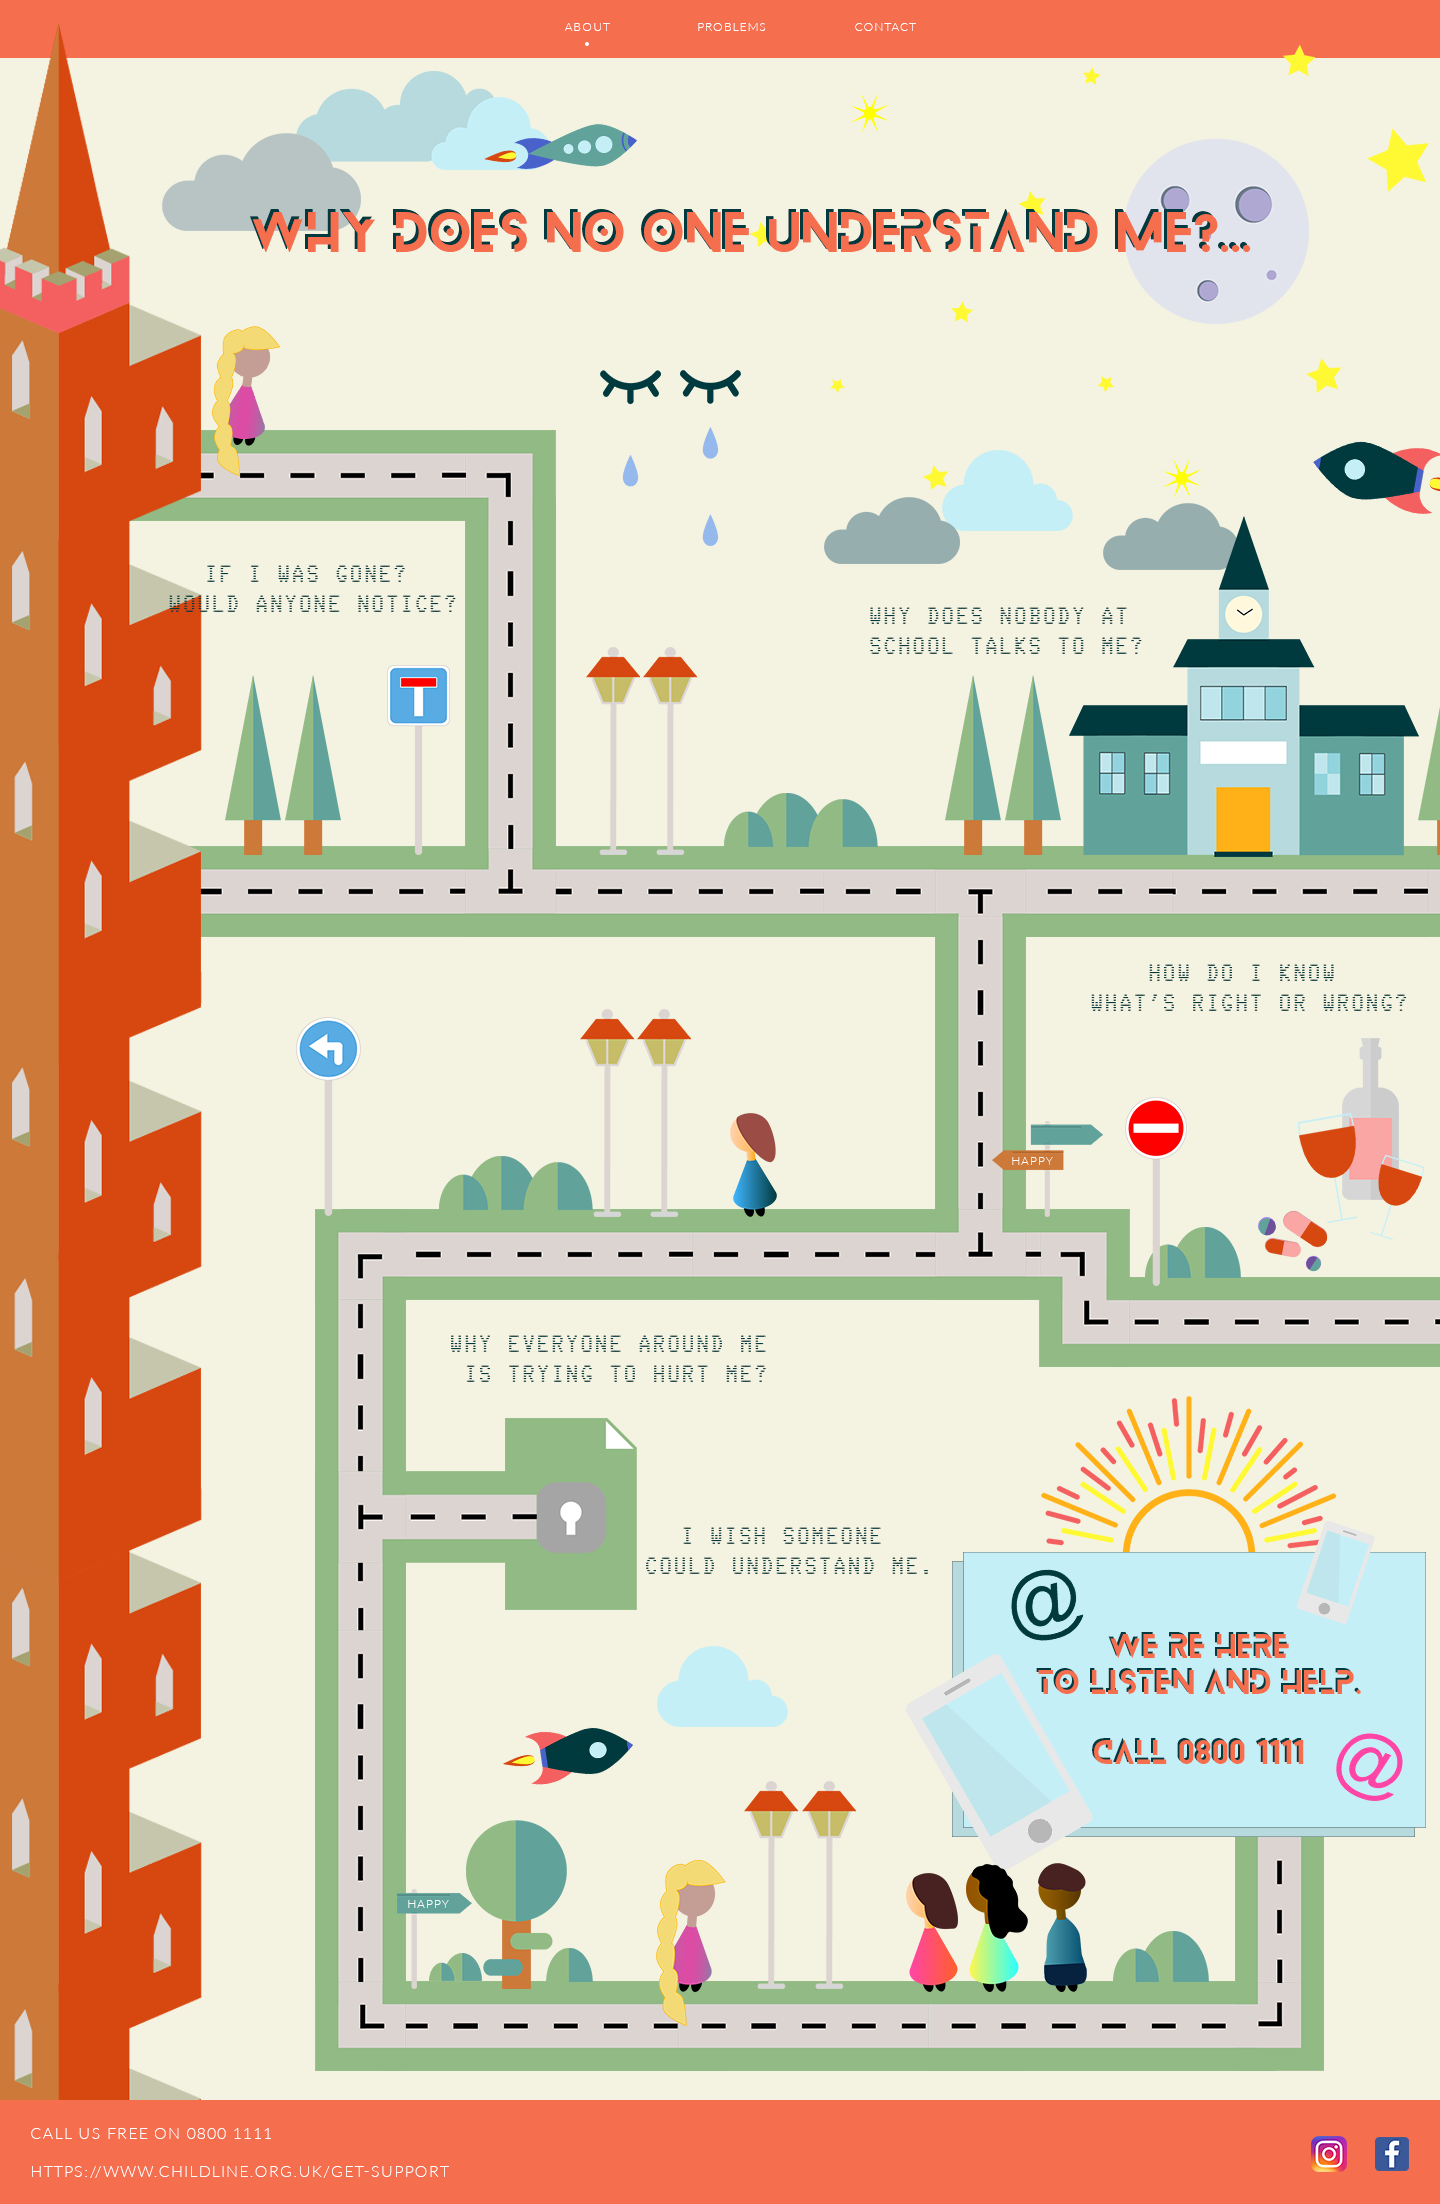 ABOUT
PROBLEMS
CONTACT
WHY DOES NO ONE UNDERSTAND ME?...
IF I WAS GONE?
WOULD ANYONE NOTICE?
WHY DOES NOBODY AT
SCHOOL TALKS TO ME?
HOW DO I KNOW
WHAT'S RIGHT OR WRONG?
HAPPY
WHY EVERYONE AROUND ME
IS TRYING TO HURT ME?
I WISH SOMEONE
COULD UNDERSTAND ME.
@
WE RE HERE
TO LISTEN AND HELP.
CALL 0800 1111
@
HAPPY
CALL US FREE ON 0800 1111
HTTPS://WWW.CHILDLINE.ORG.UK/GET-SUPPORT